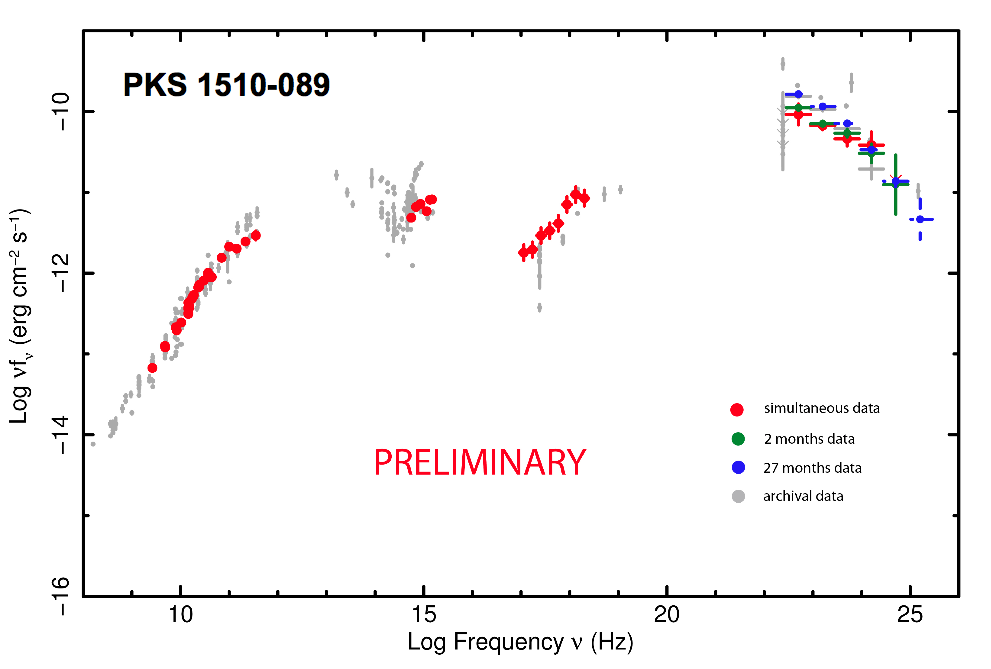 PKS 1510-089
−10
−12
−14
−16
Log νfν (erg cm−2 s−1)
simultaneous data
2 months data
27 months data
archival data
PRELIMINARY
10 15 20 25
Log Frequency ν (Hz)